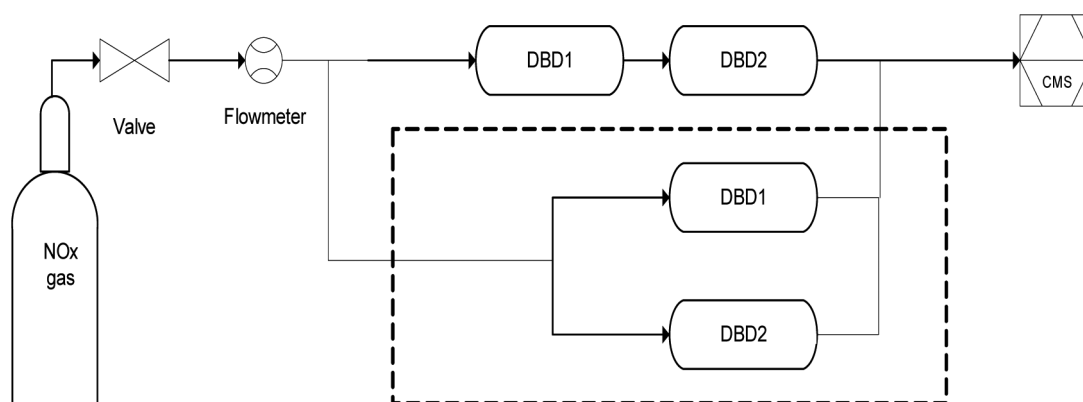 DBD1
DBD2
CMS
Valve
Flowmeter
DBD1
NOx
gas
DBD2